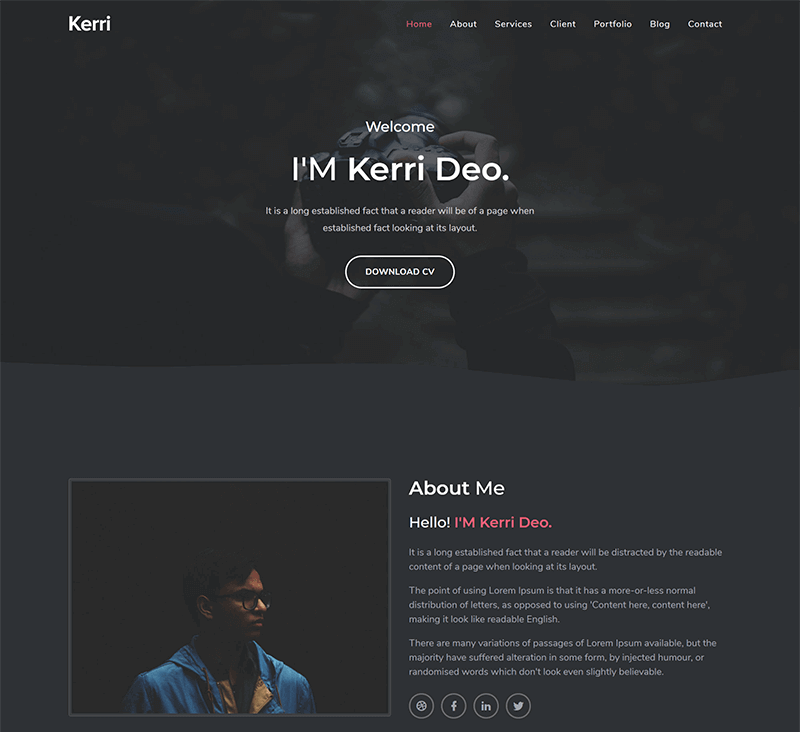 Kerri
Home About Services Client Portfolio Blog Contact
Welcome
I'M Kerri Deo.
It is a long established fact that a reader will be of a page when
established fact looking at its layout.
DOWNLOAD CV
About Me
Hello! I'M Kerri Deo.
It is a long established fact that a reader will be distracted by the readable
content of a page when looking at its layout.
The point of using Lorem Ipsum is that it has a more-or-less normal
distribution of letters, as opposed to using 'Content here, content here',
making it look like readable English.
There are many variations of passages of Lorem Ipsum available, but the
majority have suffered alteration in some form, by injected humour, or
randomised words which don't look even slightly believable.